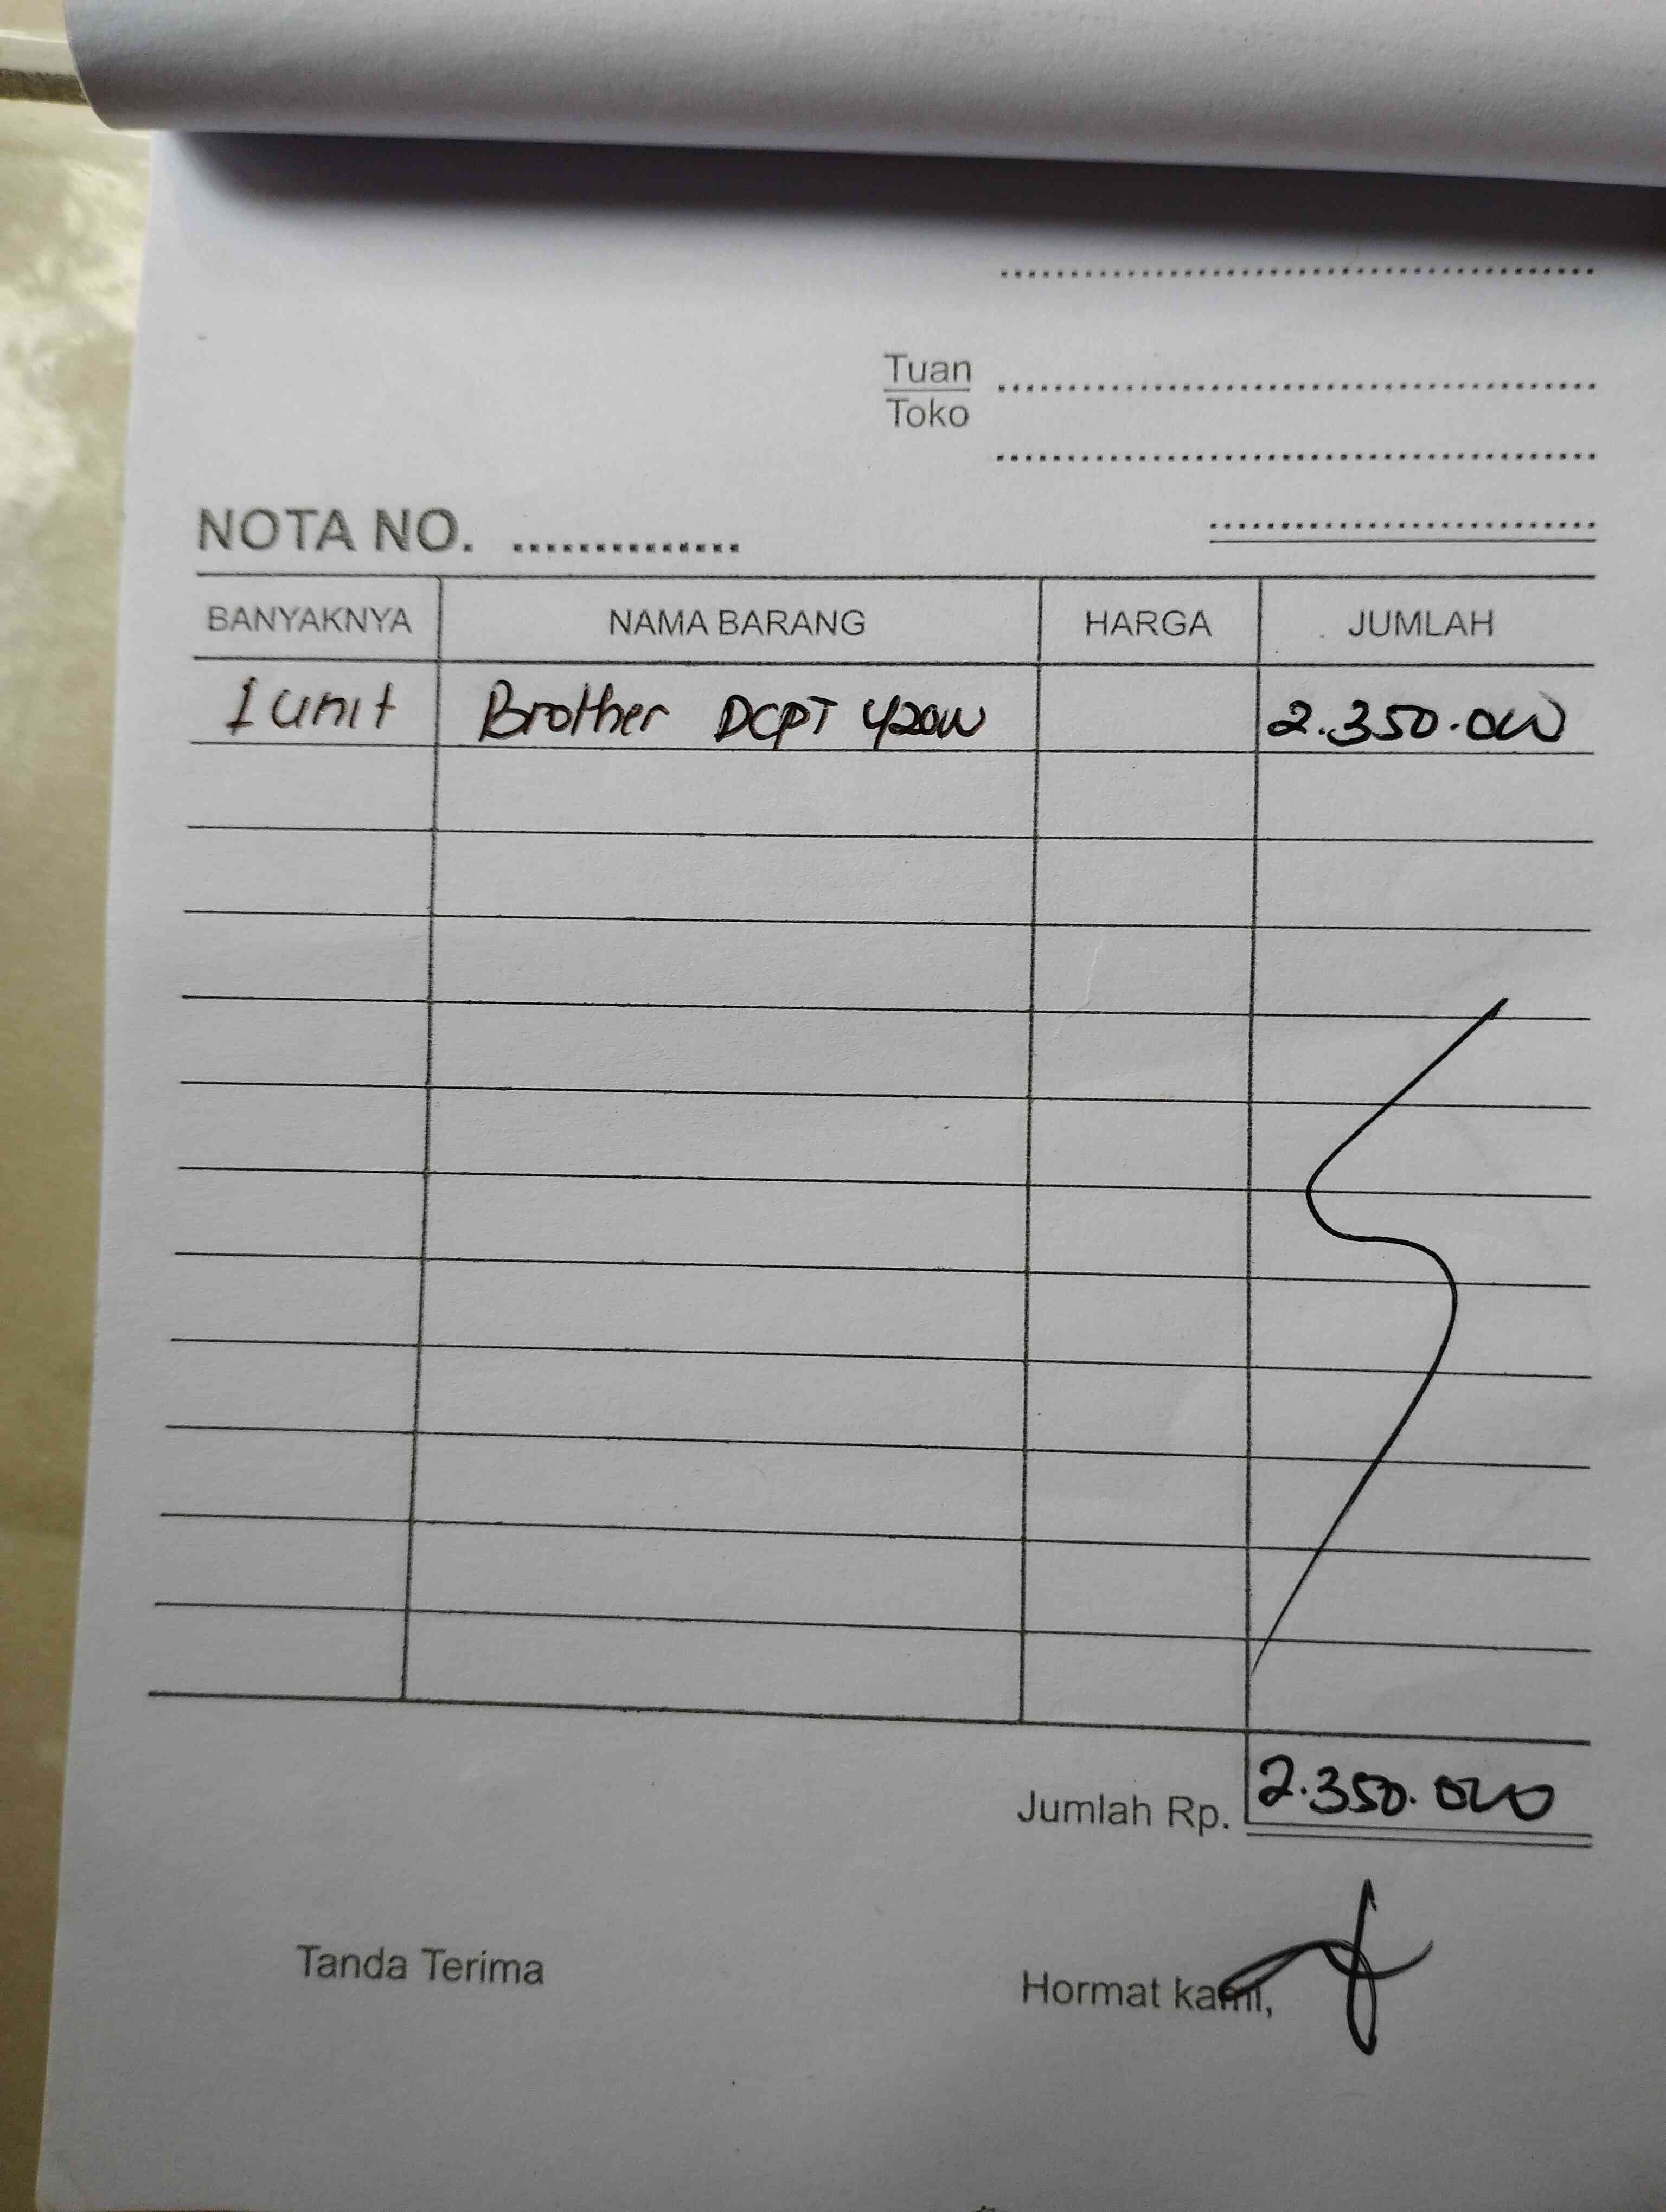 Tuan
Toko
NOTA NO.
BANYAKNYA NAMA BARANG HARGA JUMLAH
1 unit Brother DCPT 420W 2.350.000
Jumlah Rp. 2.350.000
Tanda Terima Hormat kami,